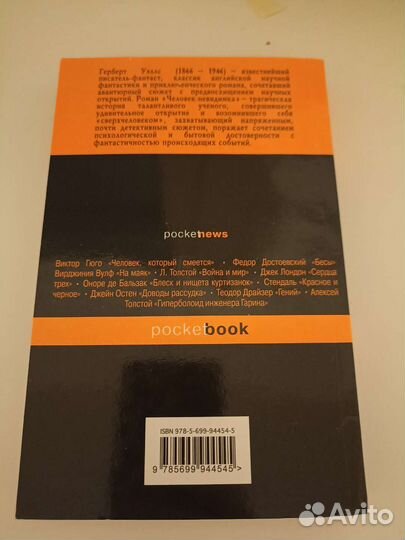 Герберт Уэллс (1866 – 1946) – известнейший
писатель-фантаст, классик английской научной
фантастики и приключенческого романа, сочетавший
авантюрный сюжет с предвосхищением научных
открытий. Роман «Человек-невидимка» – трагическая
история талантливого ученого, совершившего
удивительное открытие и возомнившего себя
«сверхчеловеком», захватывающий напряженным,
почти детективным сюжетом, поражает сочетанием
психологической и бытовой достоверности с
фантастичностью происходящих событий.
pocketnews
Виктор Гюго «Человек, который смеется» • Федор Достоевский «Бесы»
Вирджиния Вулф «На маяк» • Л. Толстой «Война и мир» • Джек Лондон «Сердца
трех» • Оноре де Бальзак «Блеск и нищета куртизанок» • Стендаль «Красное и
черное» • Джейн Остен «Доводы рассудка» • Теодор Драйзер «Гений» • Алексей
Толстой «Гиперболоид инженера Гарина»
pocketbook
ISBN 978-5-699-94454-5
9 785699 944545 >
Avito